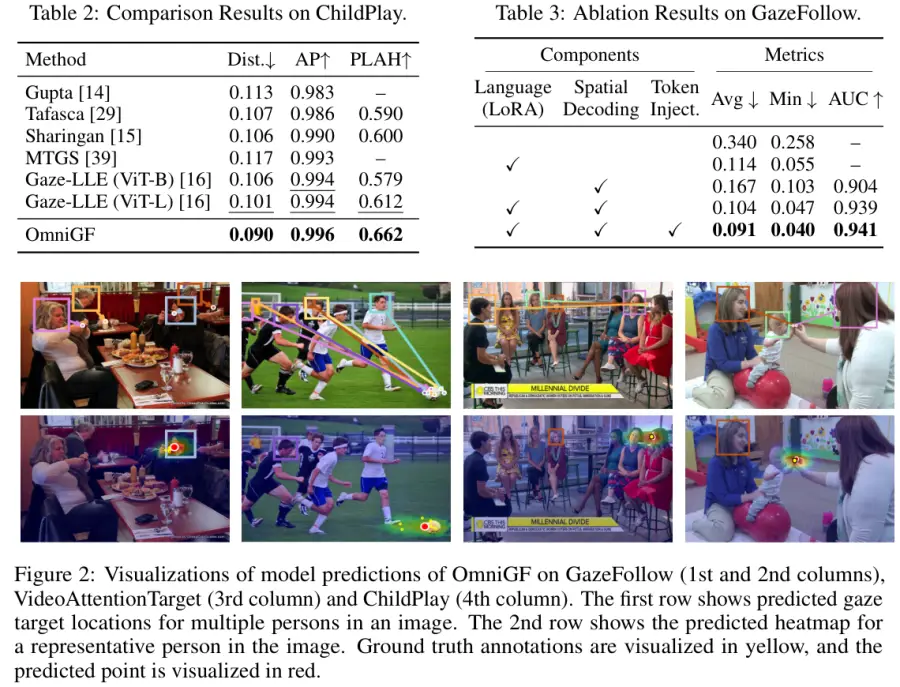 Table 2: Comparison Results on ChildPlay.
Method Dist.↓ AP↑ PLAH↑
Gupta [14] 0.113 0.983 –
Tafasca [29] 0.107 0.986 0.590
Sharingan [15] 0.106 0.990 0.600
MTGS [39] 0.117 0.993 –
Gaze-LLE (ViT-B) [16] 0.106 0.994 0.579
Gaze-LLE (ViT-L) [16] 0.101 0.994 0.612
OmniGF 0.090 0.996 0.662
Table 3: Ablation Results on GazeFollow.
Components Metrics
Language Spatial Token
(LoRA) Decoding Inject. Avg ↓ Min ↓ AUC ↑
0.340 0.258 –
✓ 0.114 0.055 –
✓ 0.167 0.103 0.904
✓ ✓ 0.104 0.047 0.939
✓ ✓ ✓ 0.091 0.040 0.941
CBS THIS MORNING
MILLENNIAL DIVIDE
MILLENNIAL DIVIDE
Figure 2: Visualizations of model predictions of OmniGF on GazeFollow (1st and 2nd columns),
VideoAttentionTarget (3rd column) and ChildPlay (4th column). The first row shows predicted gaze
target locations for multiple persons in an image. The 2nd row shows the predicted heatmap for
a representative person in the image. Ground truth annotations are visualized in yellow, and the
predicted point is visualized in red.